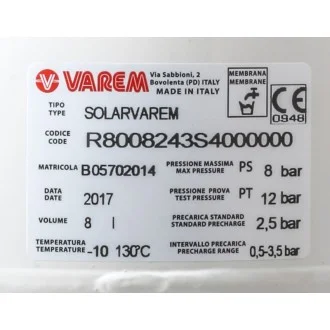 VAREM
Via Sabbioni, 2
Bovolenta (PD) ITALY
MADE IN ITALY
MEMBRANA
MEMBRANE
CE
0948
TIPO
TYPE
SOLARVAREM
CODICE
CODE
R8008243S4000000
MATRICOLA B05702014
PRESSIONE MASSIMA
MAX PRESSURE
PS 8 bar
DATA
DATE
2017
PRESSIONE PROVA
TEST PRESSURE
PT 12 bar
VOLUME 8 l
PRECARICA STANDARD
STANDARD PRECHARGE
2,5 bar
TEMPERATURA
TEMPERATURE
-10 130°C
INTERVALLO PRECARICA
PRECHARGE RANGE
0,5-3,5 bar